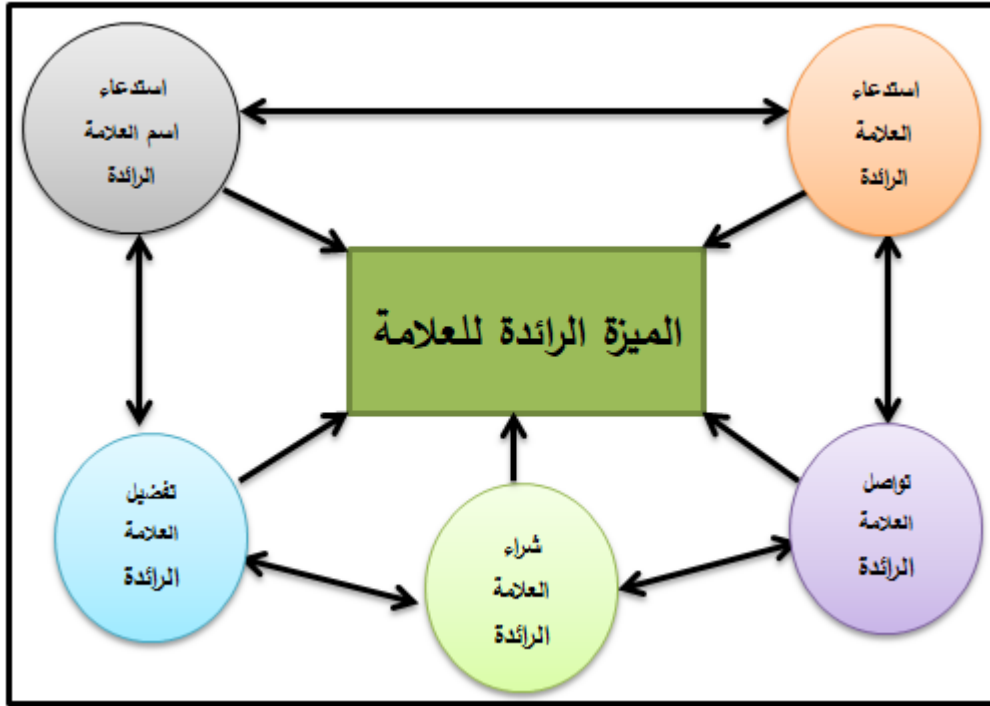 استدعاء
العلامة
الرائدة
استدعاء
اسم العلامة
الرائدة
الميزة الرائدة للعلامة
تواصل
العلامة
الرائدة
شراء
العلامة
الرائدة
تفضيل
العلامة
الرائدة